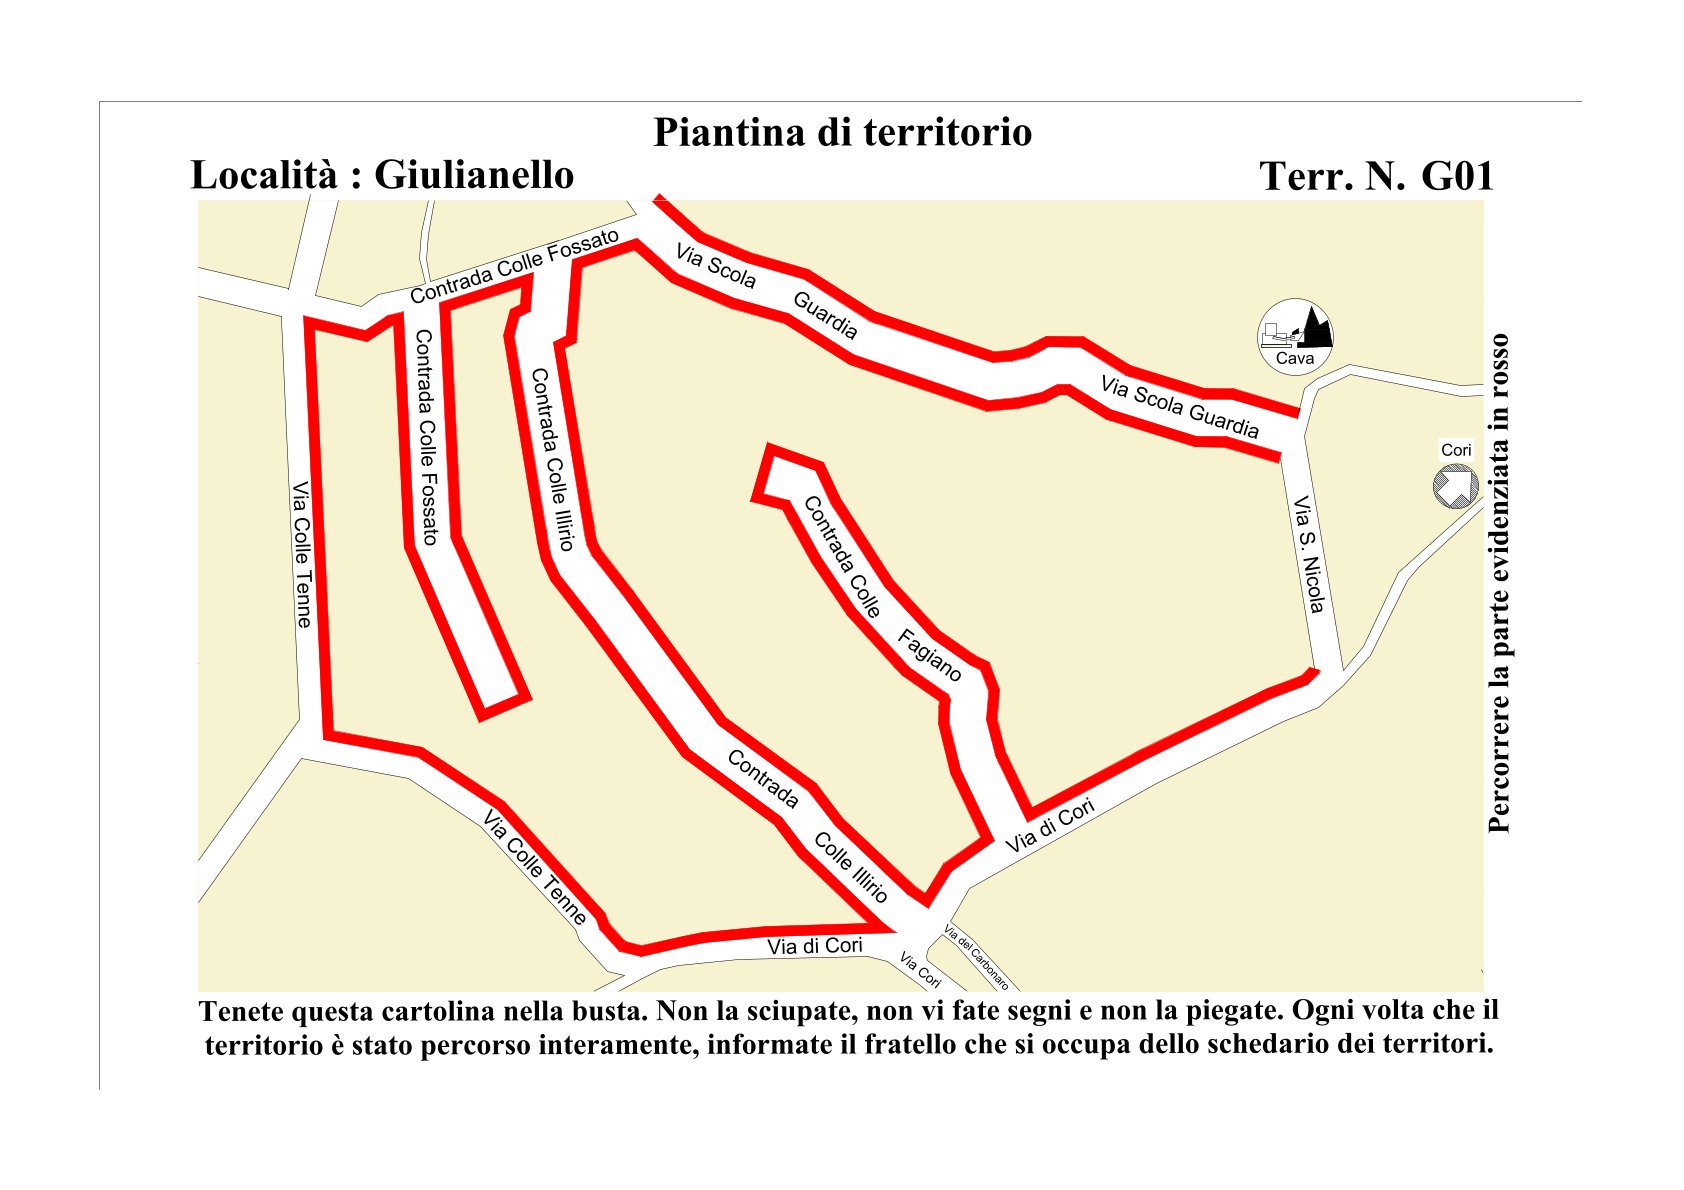 Piantina di territorio
Località : Giulianello
Terr. N. G01
Contrada Colle Fossato
Via Scola
Guardia
Via Scola Guardia
Cava
Cori
Contrada Colle Fossato
Contrada Colle Illirio
Via Colle Tenne
Contrada Colle
Fagiano
Via S. Nicola
Contrada
Colle Illirio
Via Colle Tenne
Via di Cori
Via di Cori
Via Cori
Via del Carbonaro
Percorrere la parte evidenziata in rosso
Tenete questa cartolina nella busta. Non la sciupate, non vi fate segni e non la piegate. Ogni volta che il
territorio è stato percorso interamente, informate il fratello che si occupa dello schedario dei territori.